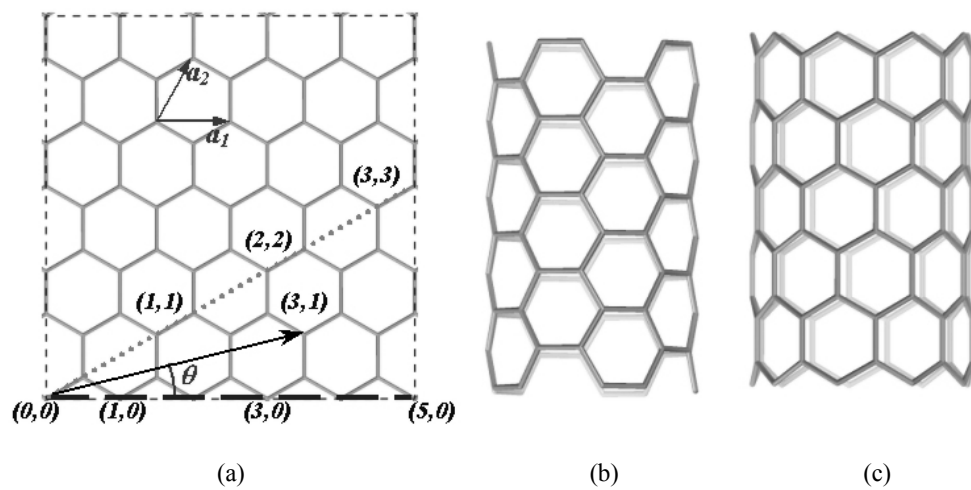 a2
a1
(3,3)
(2,2)
(1,1) (3,1)
θ
(0,0) (1,0) (3,0) (5,0)
(a) (b) (c)